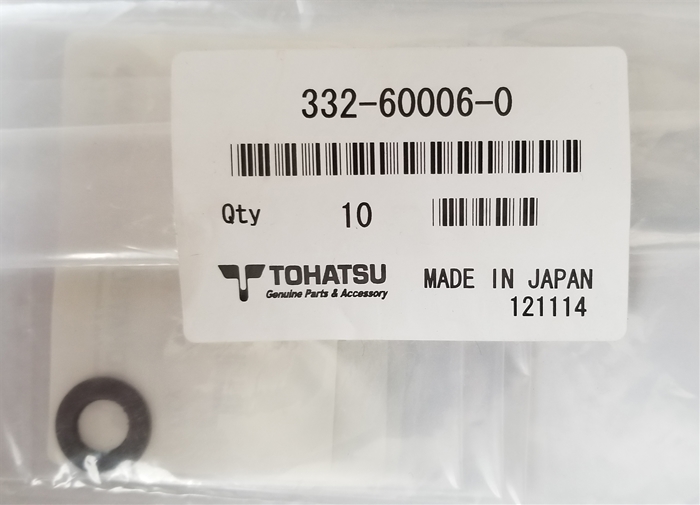 332-60006-0
Qty 10
TOHATSU MADE IN JAPAN
Genuine Parts & Accessory
121114